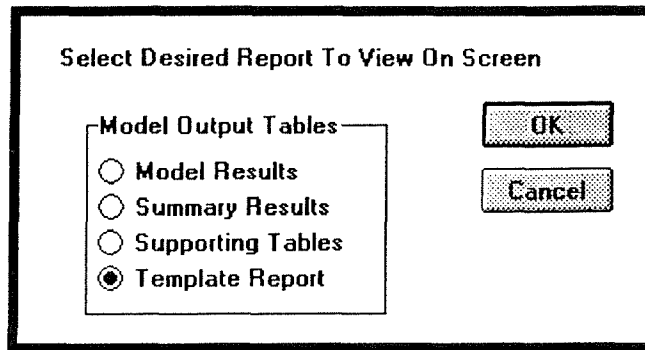 Select Desired Report To View On Screen
Model Output Tables
Model Results
Summary Results
Supporting Tables
Template Report
OK
Cancel